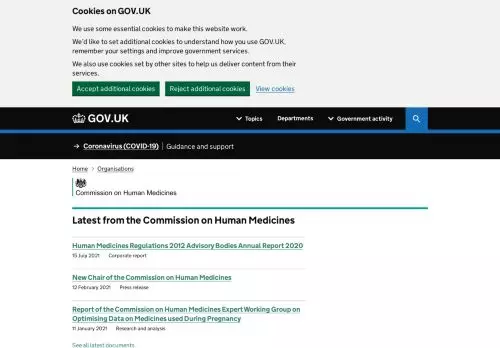 Cookies on GOV.UK
We use some essential cookies to make this website work.
We'd like to set additional cookies to understand how you use GOV.UK,
remember your settings and improve government services.
We also use cookies set by other sites to help us deliver content from their
services.
Accept additional cookies Reject additional cookies View cookies
GOV.UK Topics Departments Government activity
→ Coronavirus (COVID-19) Guidance and support
Home > Organisations
Commission on Human Medicines
Latest from the Commission on Human Medicines
Human Medicines Regulations 2012 Advisory Bodies Annual Report 2020
15 July 2021 Corporate report
New Chair of the Commission on Human Medicines
12 February 2021 Press release
Report of the Commission on Human Medicines Expert Working Group on
Optimising Data on Medicines used During Pregnancy
11 January 2021 Research and analysis
See all latest documents